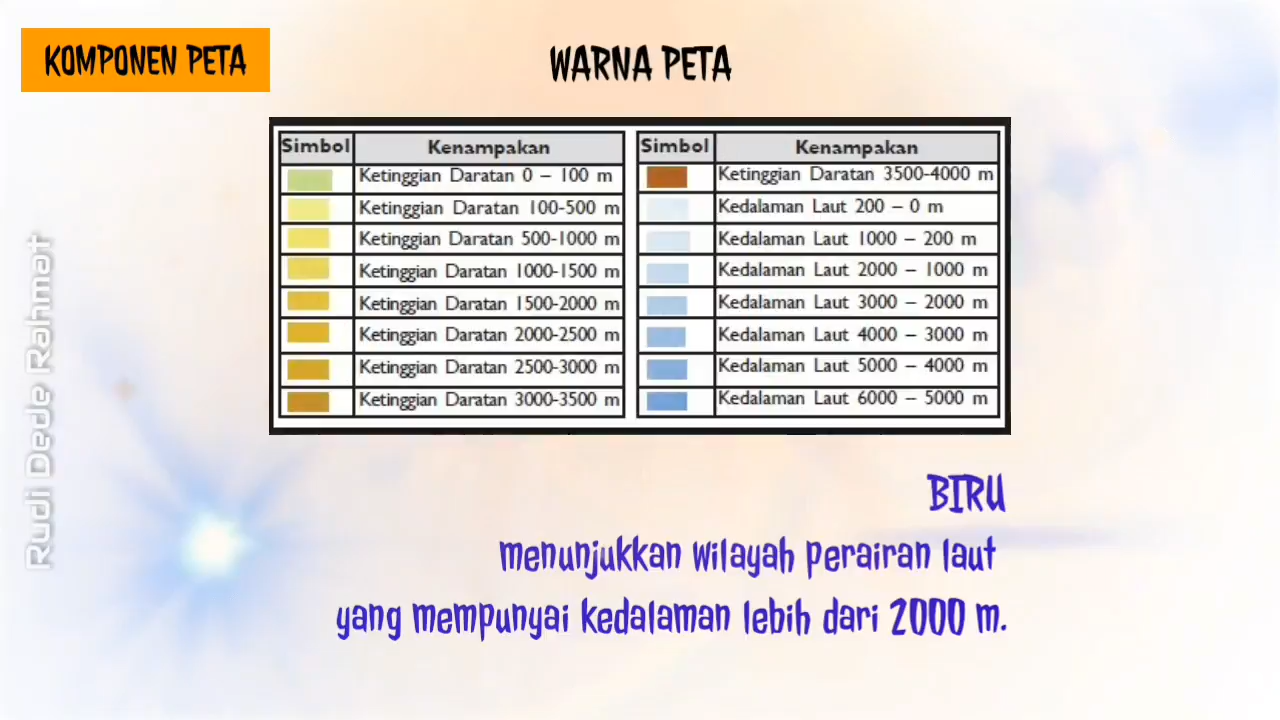 KOMPONEN PETA
WARNA PETA
Simbol Kenampakan
Ketinggian Daratan 0 – 100 m
Ketinggian Daratan 100-500 m
Ketinggian Daratan 500-1000 m
Ketinggian Daratan 1000-1500 m
Ketinggian Daratan 1500-2000 m
Ketinggian Daratan 2000-2500 m
Ketinggian Daratan 2500-3000 m
Ketinggian Daratan 3000-3500 m
Simbol Kenampakan
Ketinggian Daratan 3500-4000 m
Kedalaman Laut 200 – 0 m
Kedalaman Laut 1000 – 200 m
Kedalaman Laut 2000 – 1000 m
Kedalaman Laut 3000 – 2000 m
Kedalaman Laut 4000 – 3000 m
Kedalaman Laut 5000 – 4000 m
Kedalaman Laut 6000 – 5000 m
BIRU
menunjukkan wilayah perairan laut
yang mempunyai kedalaman lebih dari 2000 m.
Rudi Dede Rahmat